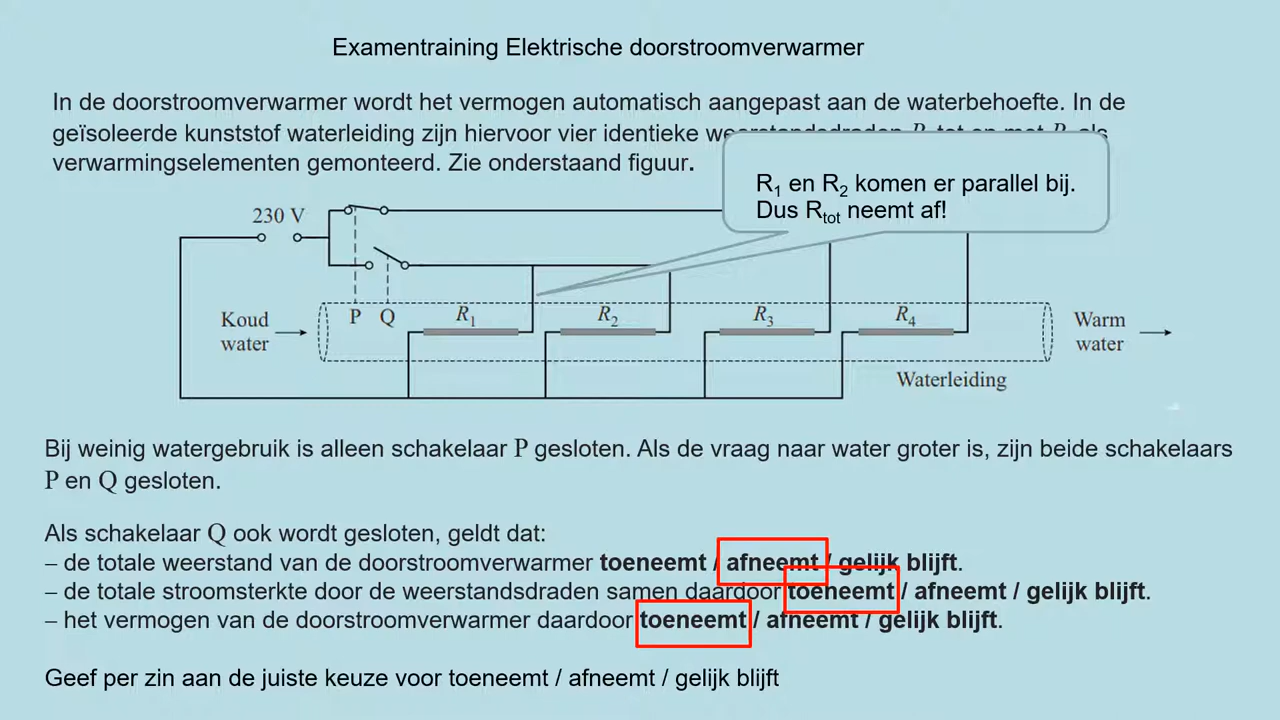 Examentraining Elektrische doorstroomverwarmer
In de doorstroomverwarmer wordt het vermogen automatisch aangepast aan de waterbehoefte. In de
geïsoleerde kunststof waterleiding zijn hiervoor vier identieke weerstandsdraden R tot en met R als
verwarmingselementen gemonteerd. Zie onderstaand figuur.
R1 en R2 komen er parallel bij.
Dus Rtot neemt af!
230 V
P Q R1 R2 R3 R4
Koud
water
Warm
water
Waterleiding
Bij weinig watergebruik is alleen schakelaar P gesloten. Als de vraag naar water groter is, zijn beide schakelaars
P en Q gesloten.
Als schakelaar Q ook wordt gesloten, geldt dat:
– de totale weerstand van de doorstroomverwarmer toeneemt / afneemt / gelijk blijft.
– de totale stroomsterkte door de weerstandsdraden samen daardoor toeneemt / afneemt / gelijk blijft.
– het vermogen van de doorstroomverwarmer daardoor toeneemt / afneemt / gelijk blijft.
Geef per zin aan de juiste keuze voor toeneemt / afneemt / gelijk blijft